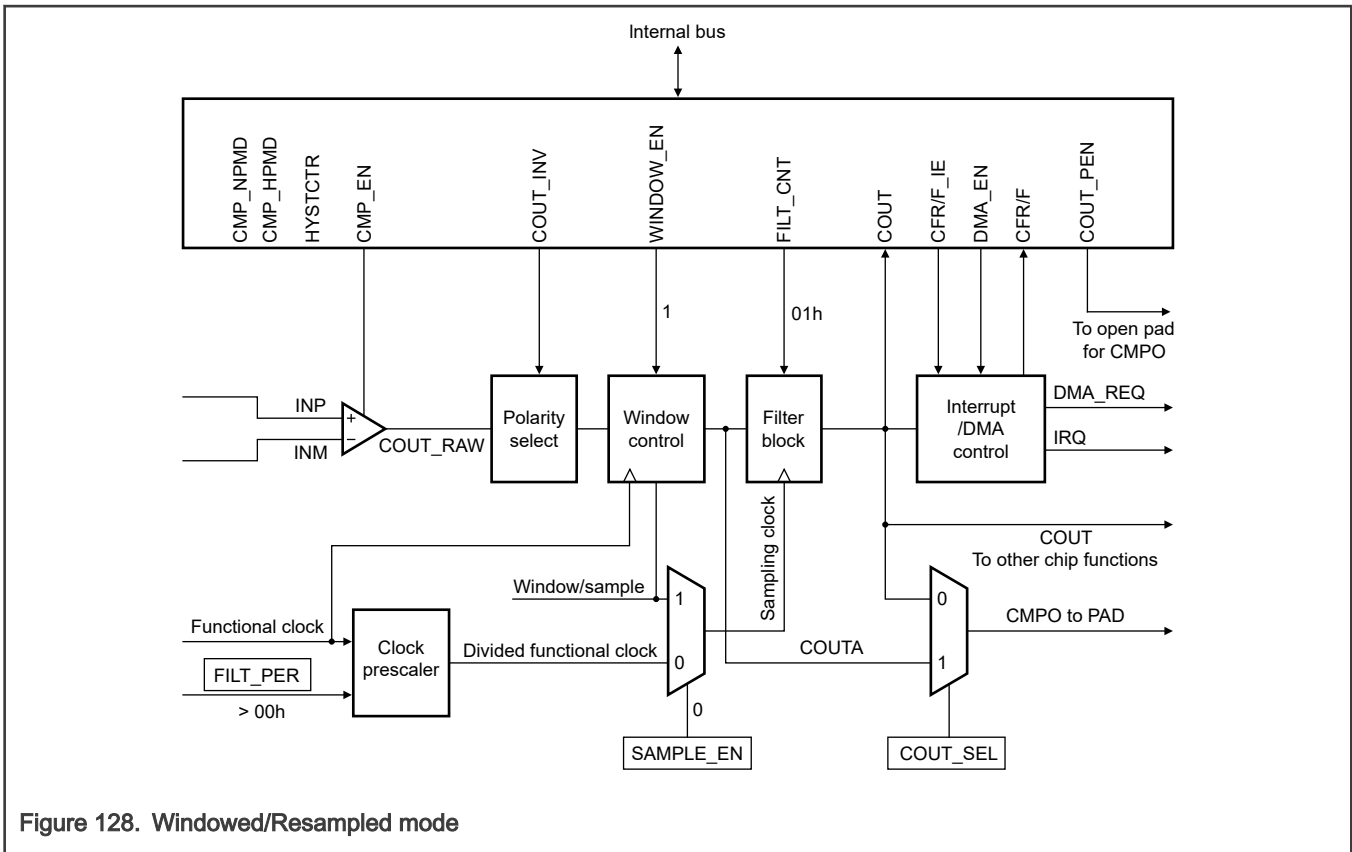 Internal bus
CMP_NPMD
CMP_HPMD
HYSTCTR
CMP_EN
COUT_INV
WINDOW_EN
FILT_CNT
COUT
CFR/F_IE
DMA_EN
CFR/F
COUT_PEN
1
01h
To open pad
for CMPO
INP
+
−
INM
COUT_RAW
Polarity
select
Window
control
Filter
block
Interrupt
/DMA
control
DMA_REQ
IRQ
Sampling clock
COUT
To other chip functions
Window/sample
1
0
Functional clock
Clock
prescaler
Divided functional clock
FILT_PER
> 00h
0
SAMPLE_EN
COUTA
0
1
CMPO to PAD
COUT_SEL
Figure 128. Windowed/Resampled mode